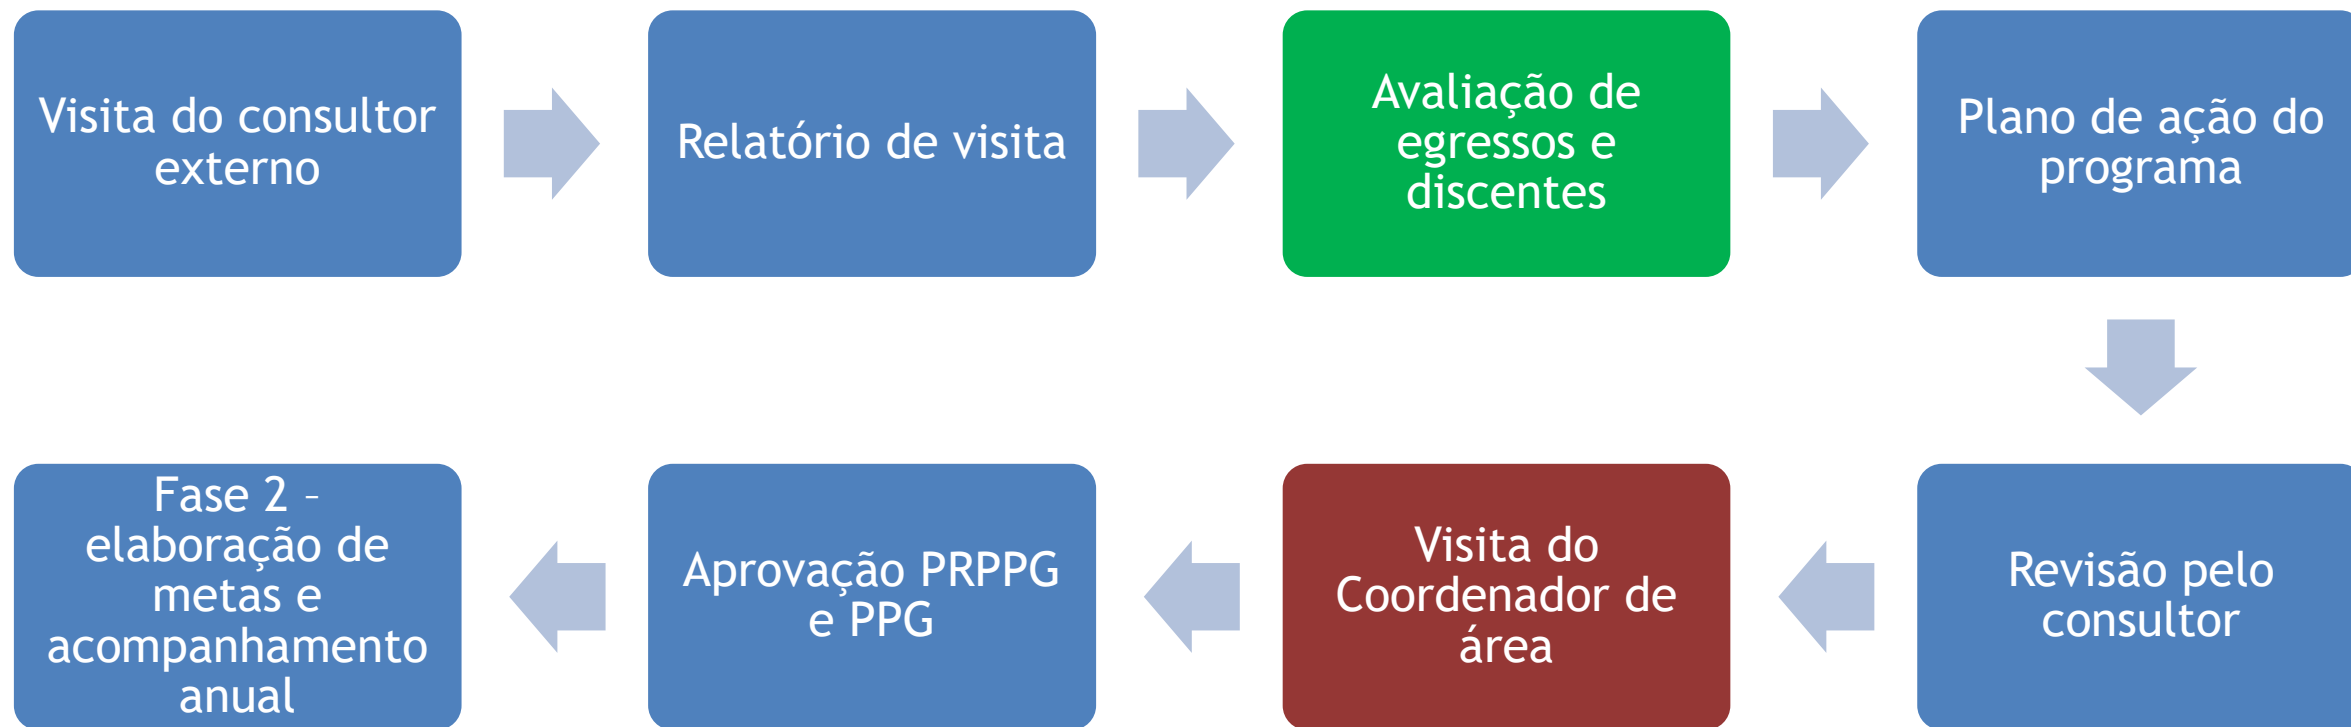 Visita do consultor
externo
Relatório de visita
Avaliação de
egressos e
discentes
Plano de ação do
programa
Revisão pelo
consultor
Visita do
Coordenador de
área
Aprovação PRPPG
e PPG
Fase 2 –
elaboração de
metas e
acompanhamento
anual